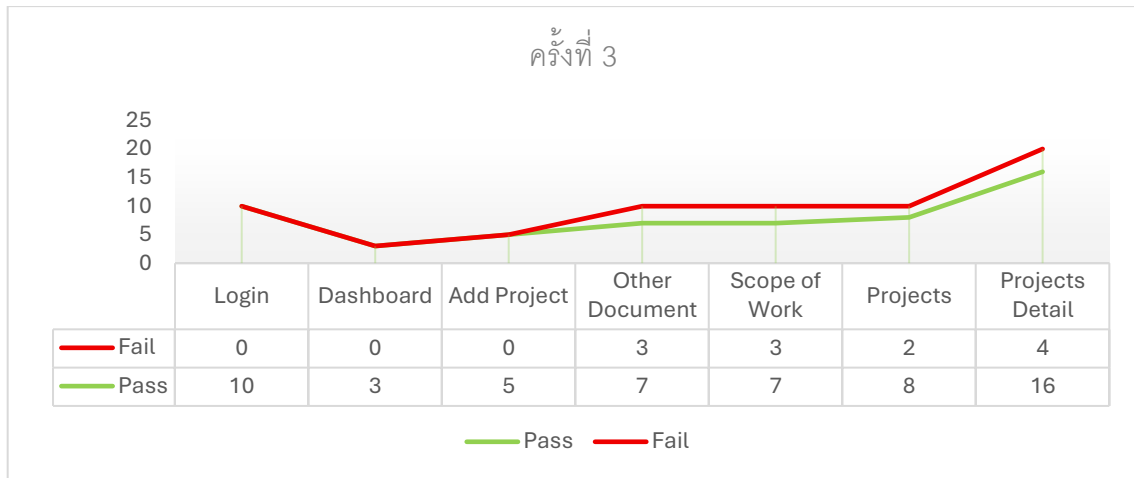 ครั้งที่ 3
25
20
15
10
5
0
Login Dashboard Add Project Other Document Scope of Work Projects Projects Detail
Fail 0 0 0 3 3 2 4
Pass 10 3 5 7 7 8 16
Pass Fail